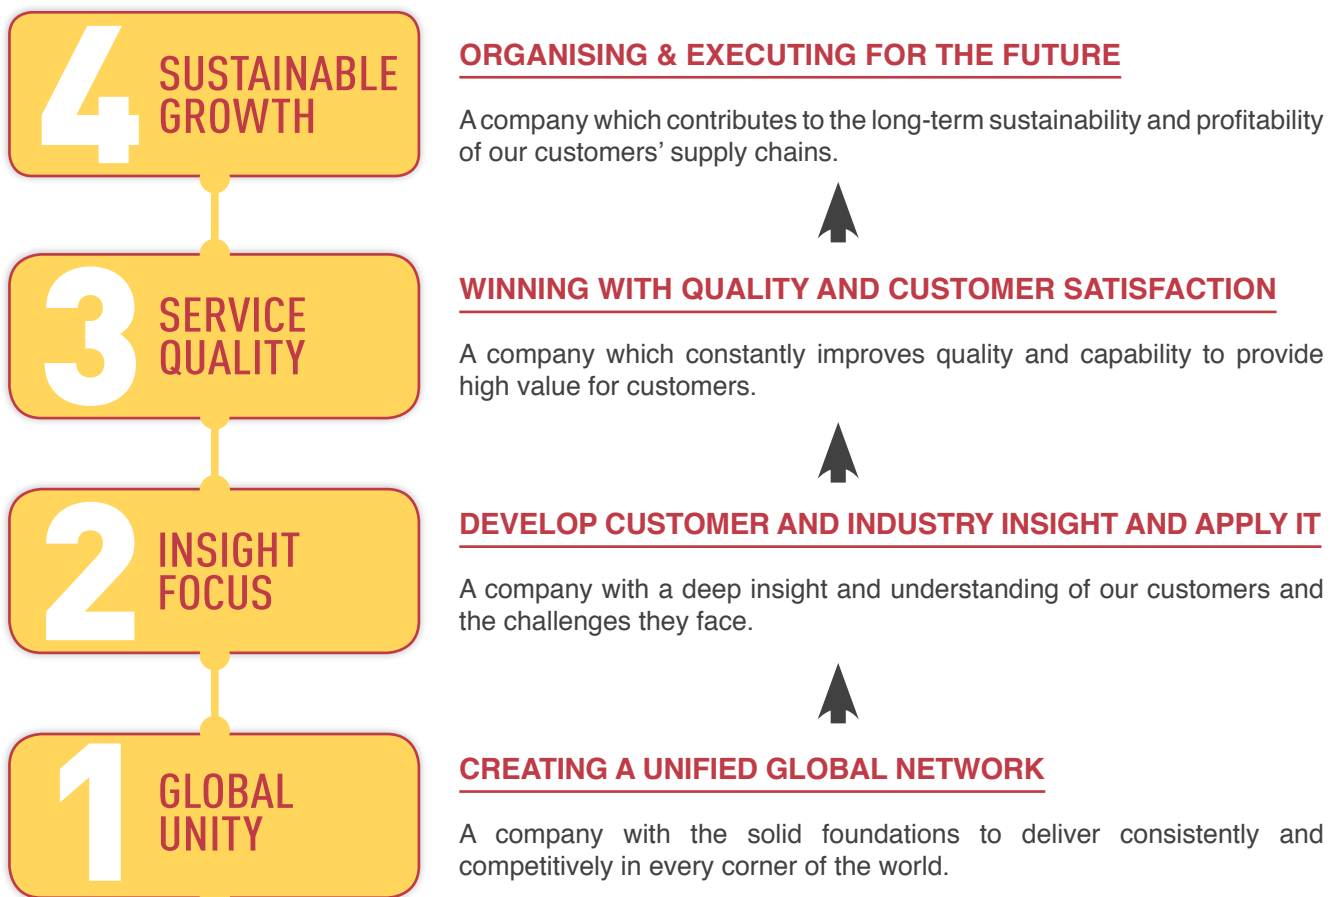 4
SUSTAINABLE
GROWTH
ORGANISING & EXECUTING FOR THE FUTURE
A company which contributes to the long-term sustainability and profitability
of our customers’ supply chains.
3
SERVICE
QUALITY
WINNING WITH QUALITY AND CUSTOMER SATISFACTION
A company which constantly improves quality and capability to provide
high value for customers.
2
INSIGHT
FOCUS
DEVELOP CUSTOMER AND INDUSTRY INSIGHT AND APPLY IT
A company with a deep insight and understanding of our customers and
the challenges they face.
1
GLOBAL
UNITY
CREATING A UNIFIED GLOBAL NETWORK
A company with the solid foundations to deliver consistently and
competitively in every corner of the world.